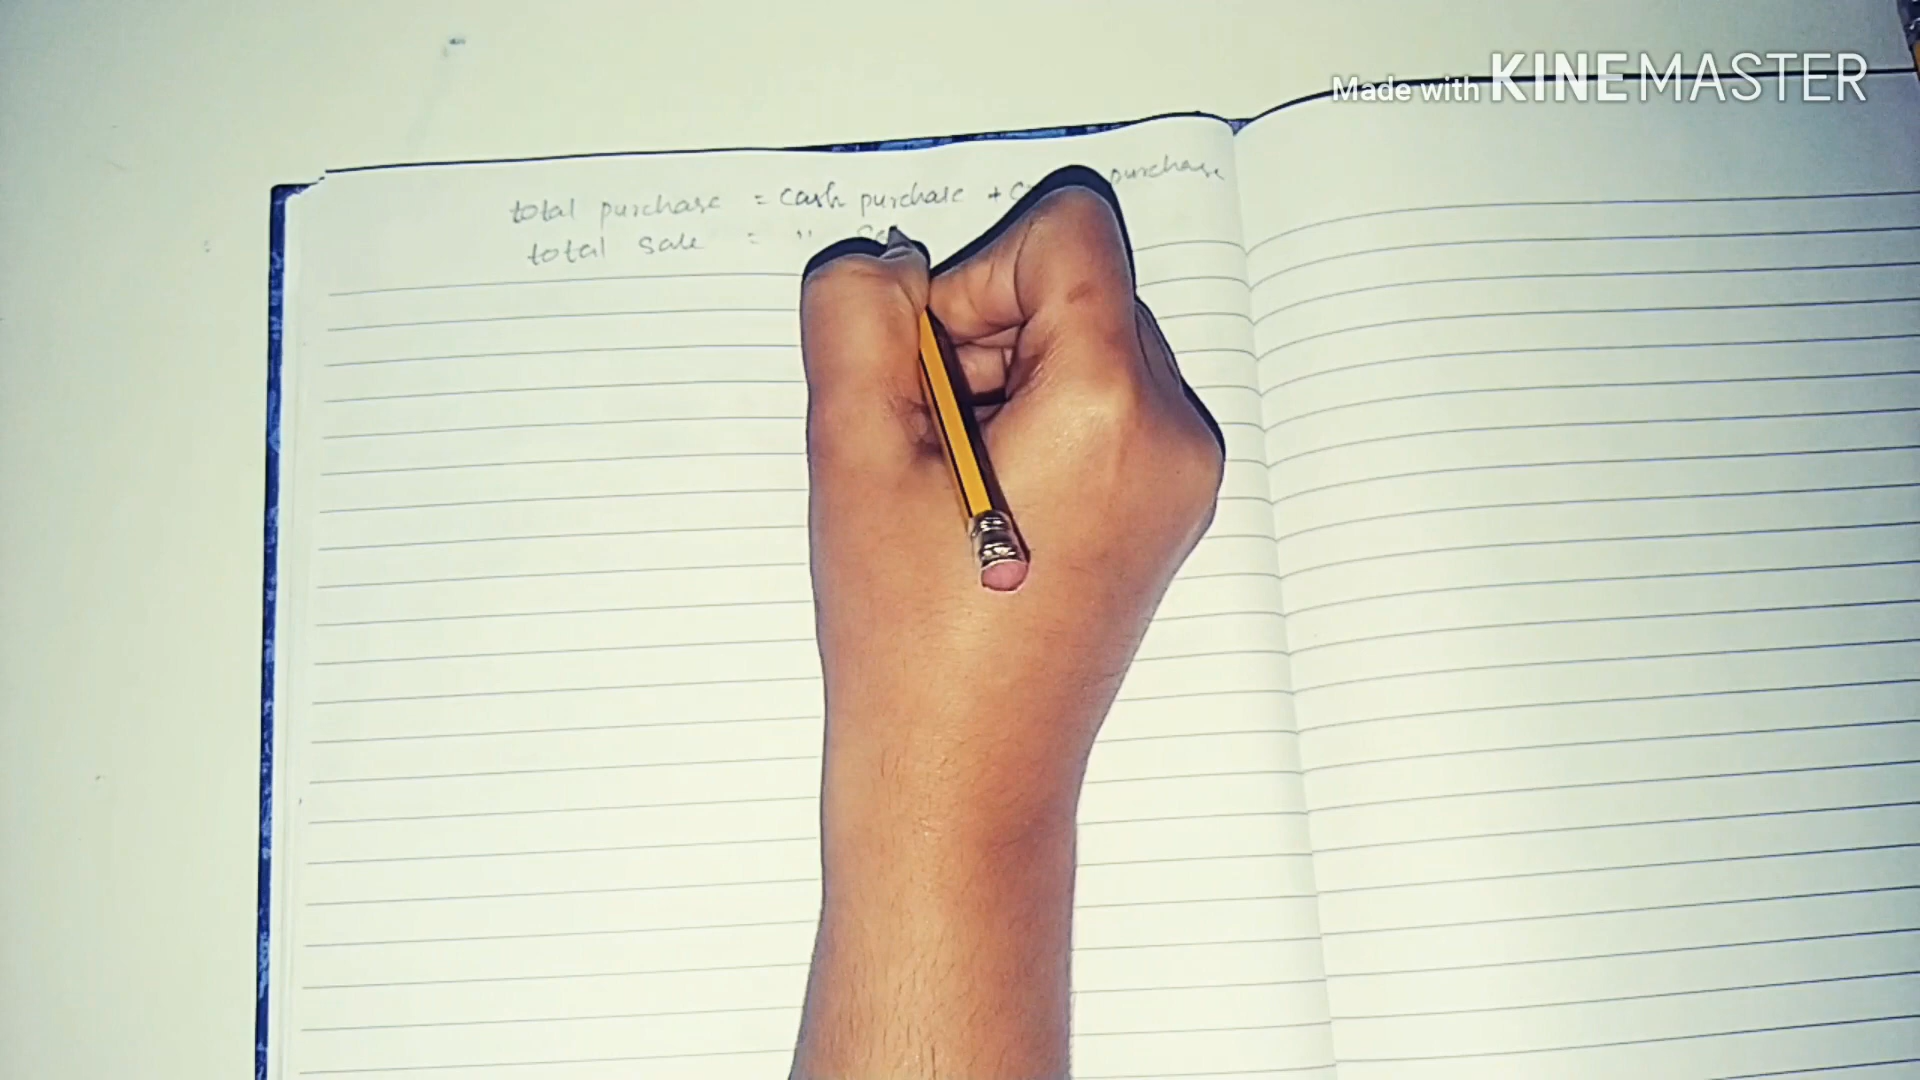 Made with KINEMASTER
total purchase = cash purchase + purchase
total sale = "